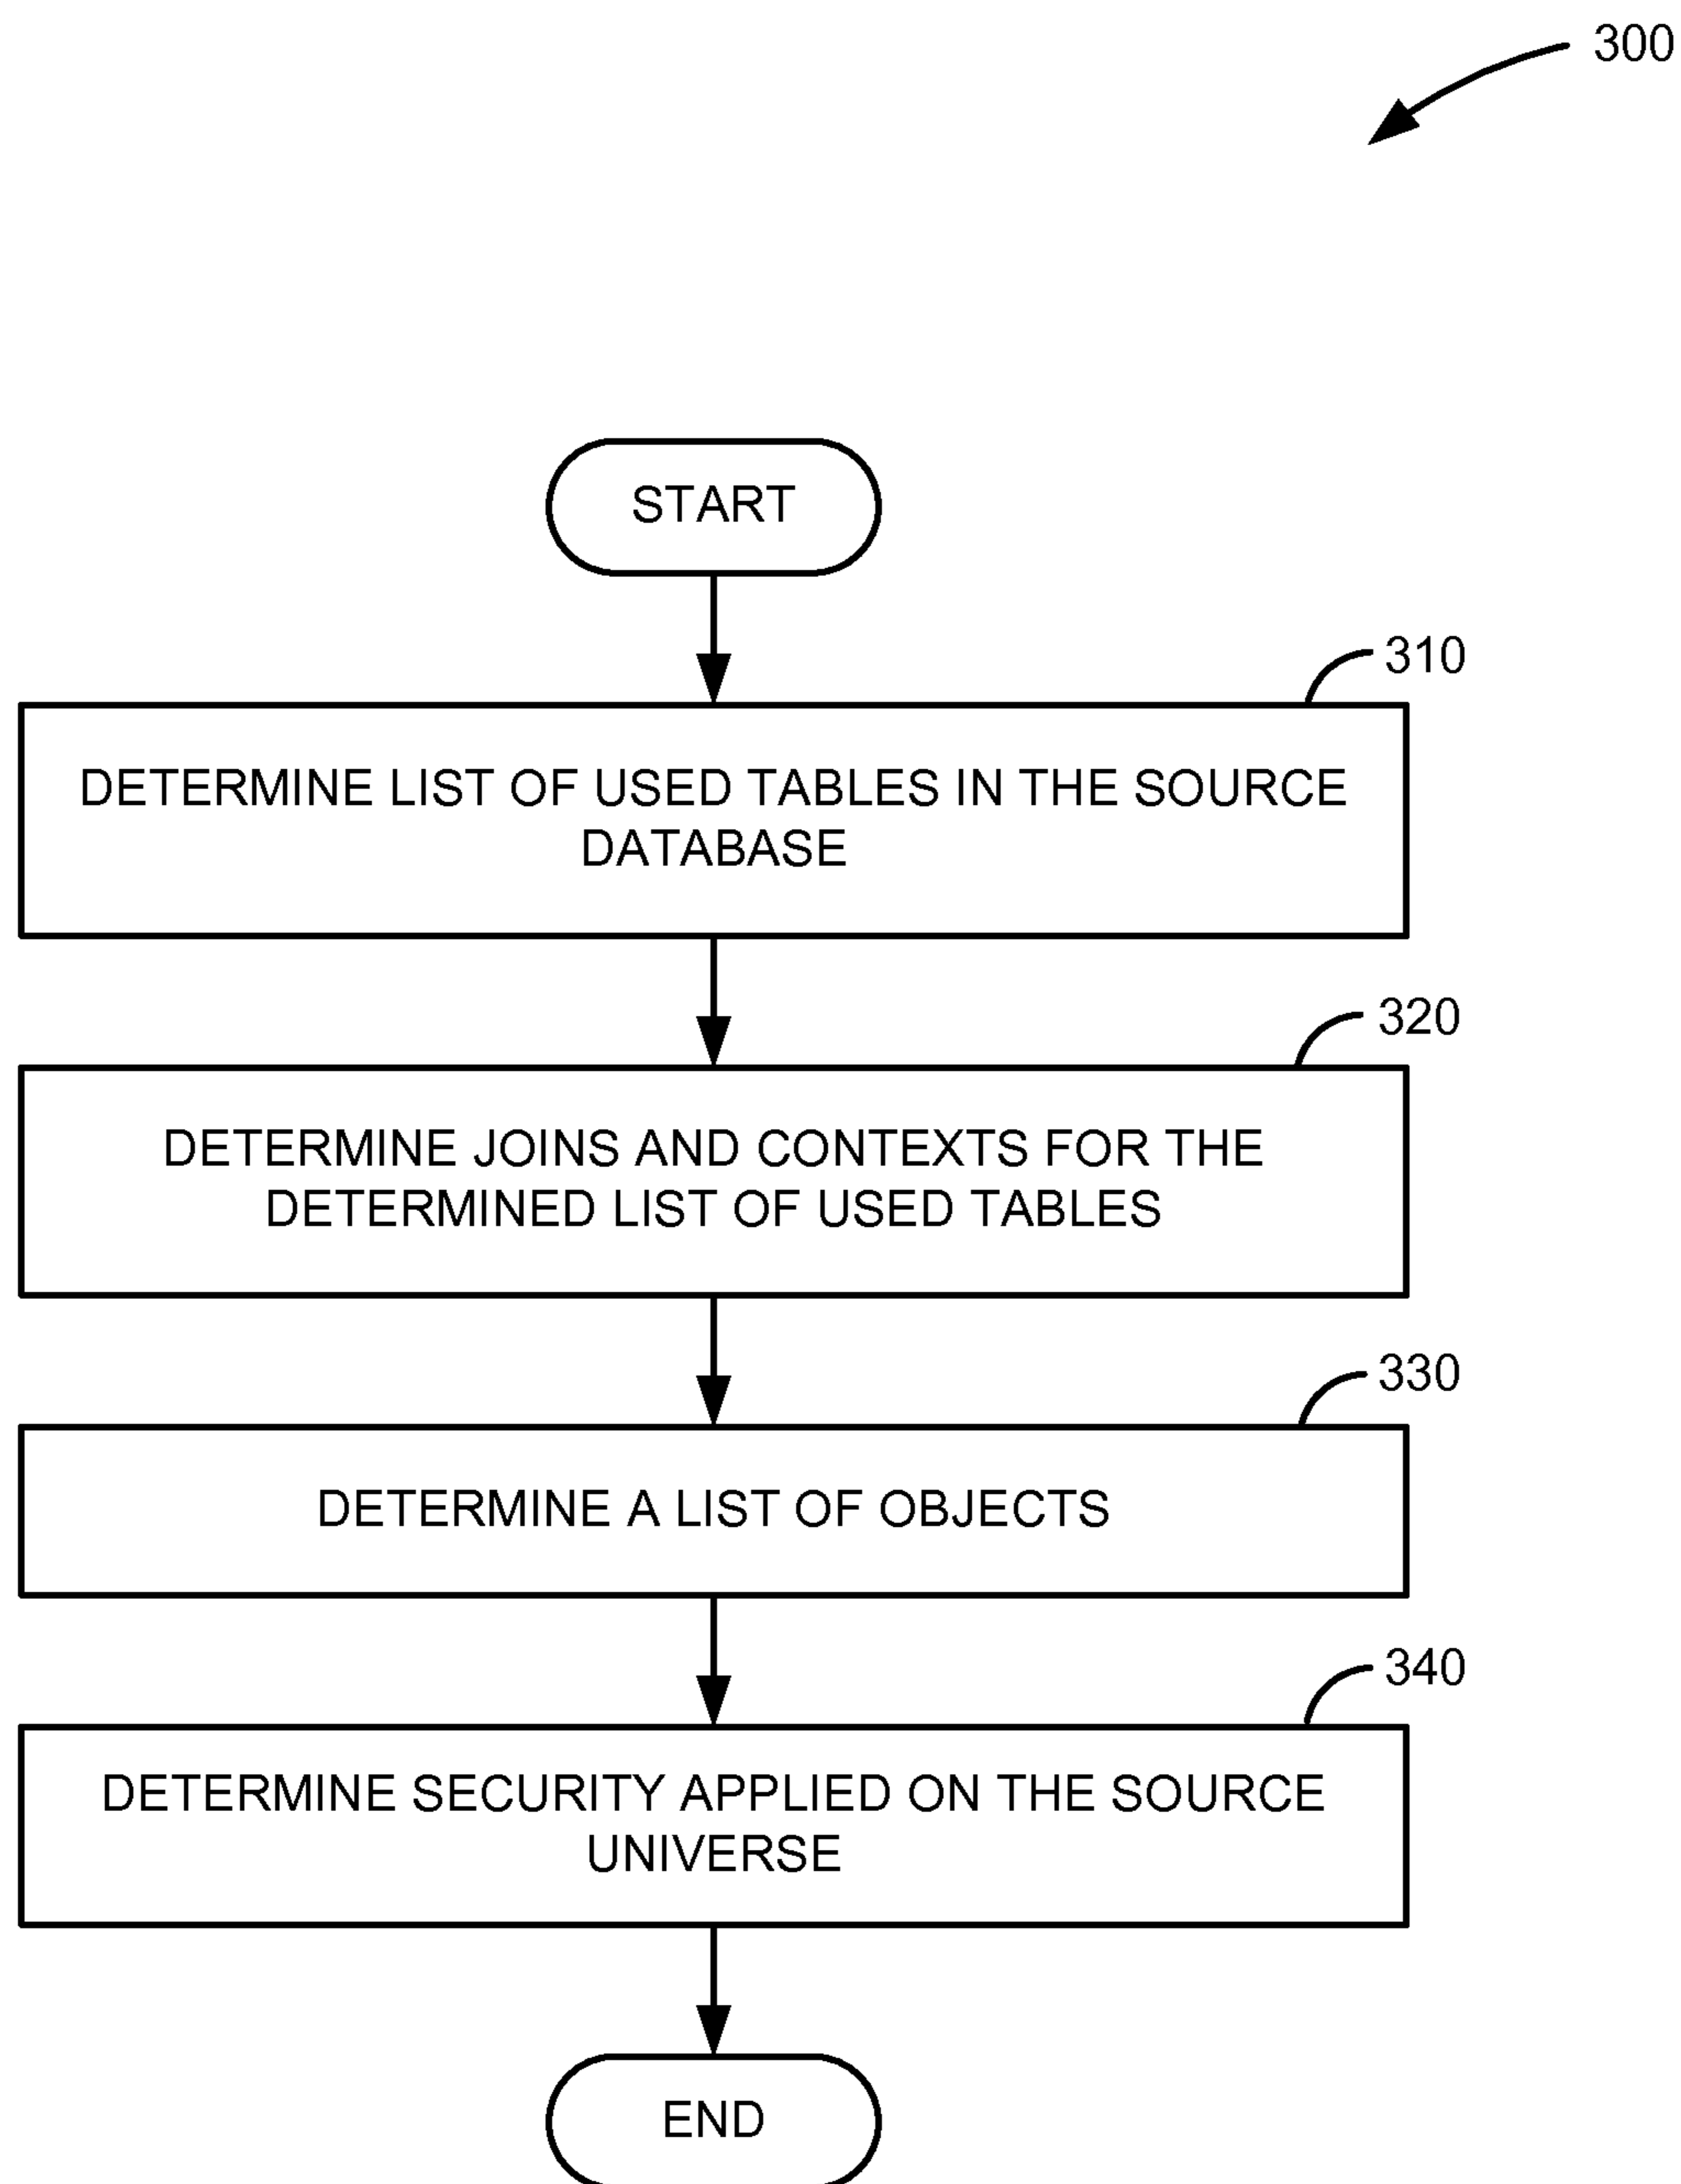 300
START
310
DETERMINE LIST OF USED TABLES IN THE SOURCE
DATABASE
320
DETERMINE JOINS AND CONTEXTS FOR THE
DETERMINED LIST OF USED TABLES
330
DETERMINE A LIST OF OBJECTS
340
DETERMINE SECURITY APPLIED ON THE SOURCE
UNIVERSE
END